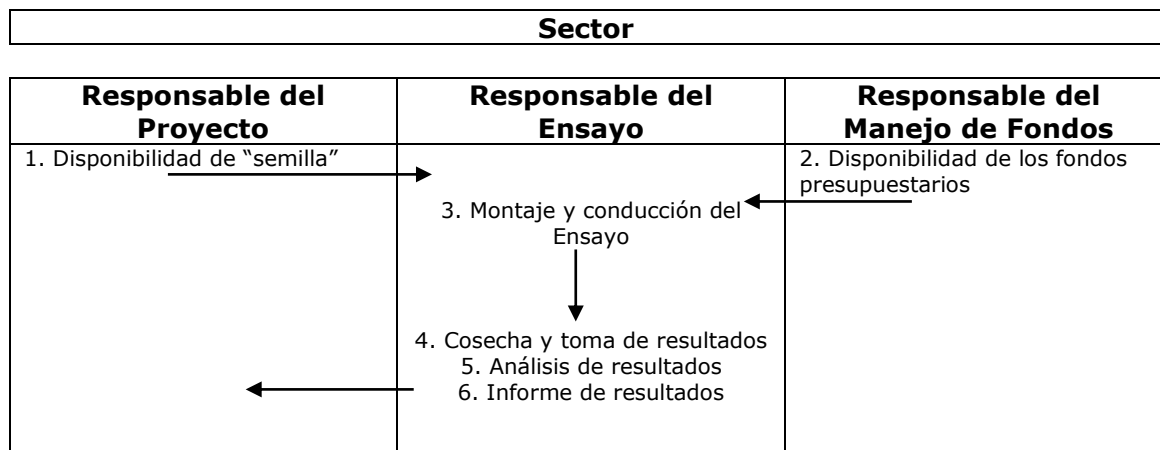 Sector
Responsable del
Proyecto
Responsable del
Ensayo
Responsable del
Manejo de Fondos
1. Disponibilidad de “semilla”
2. Disponibilidad de los fondos
presupuestarios
3. Montaje y conducción del
Ensayo
4. Cosecha y toma de resultados
5. Análisis de resultados
6. Informe de resultados